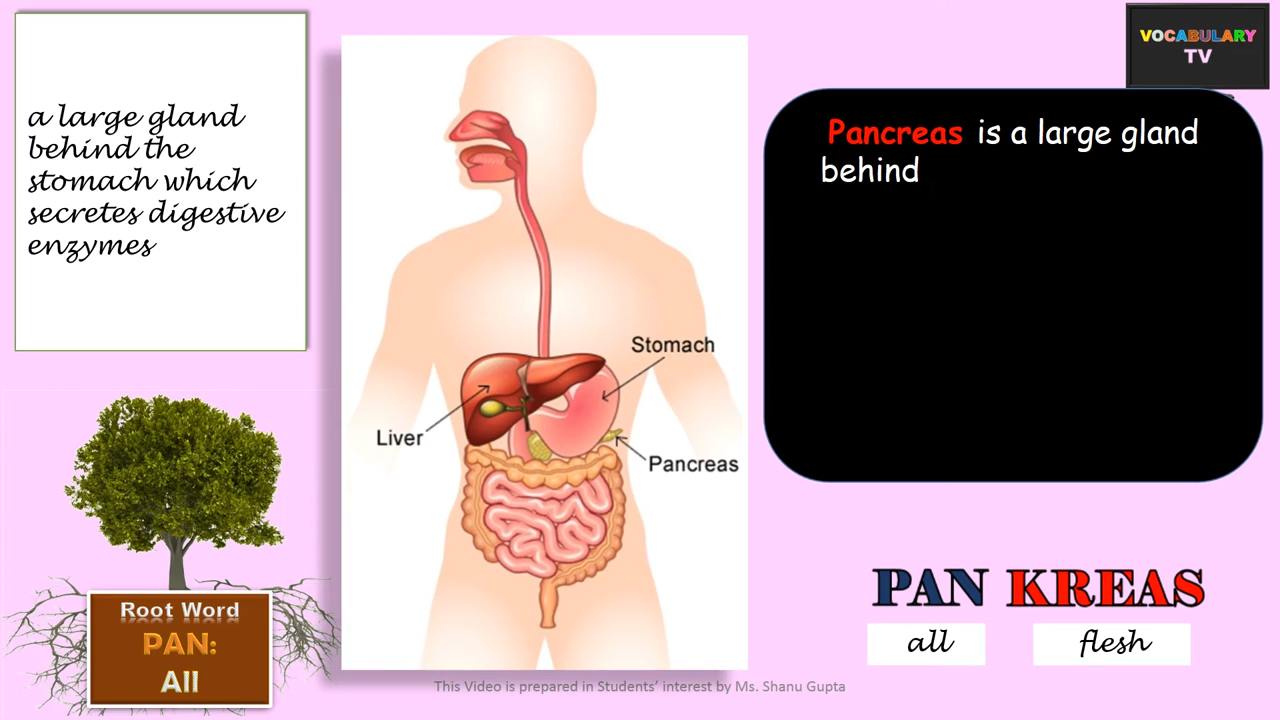 a large gland
behind the
stomach which
secretes digestive
enzymes
VOCABULARY
TV
Pancreas is a large gland
behind
Stomach
Liver
Pancreas
Root Word
PAN:
All
PAN KREAS
all flesh
This Video is prepared in Students' interest by Ms. Shanu Gupta